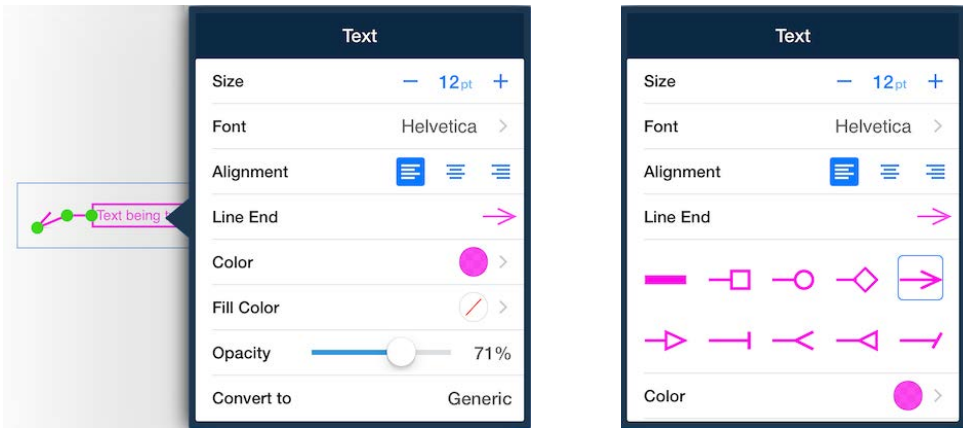 Text
Size
12pt
Font
Helvetica
Alignment
Text being
Line End
Color
Fill Color
Opacity
71%
Convert to
Generic
Text
Size
12pt
Font
Helvetica
Alignment
Line End
Color